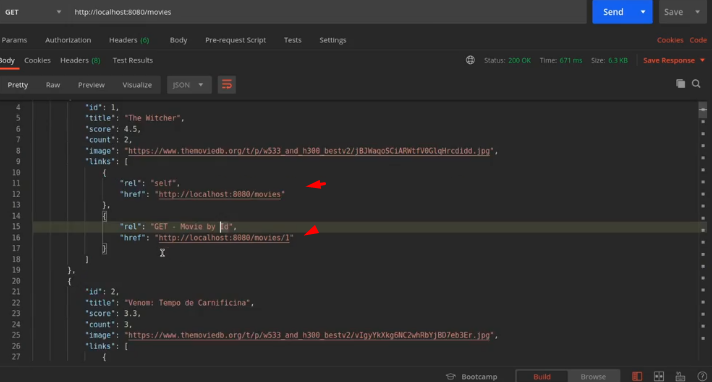 GET http://localhost:8080/movies Send Save
Params Authorization Headers (6) Body Pre-request Script Tests Settings Cookies Code
Body Cookies Headers (8) Test Results Status: 200 OK Time: 671 ms Size: 6.3 KB Save Response
Pretty Raw Preview Visualize JSON
4 "id": 1,
5 "title": "The Witcher",
6 "score": 4.5,
7 "count": 2,
8 "image": "https://www.themoviedb.org/t/p/w533_and_h300_bestv2/jBJWaqoSCiARWtfV0GlqHrcdidd.jpg",
9 "links": [
10 {
11 "rel": "self",
12 "href": "http://localhost:8080/movies"
13 },
14 {
15 "rel": "GET - Movie by id",
16 "href": "http://localhost:8080/movies/1"
17 }
18 ]
19 },
20 {
21 "id": 2,
22 "title": "Venom: Tempo de Carnificina",
23 "score": 3.3,
24 "count": 3,
25 "image": "https://www.themoviedb.org/t/p/w533_and_h300_bestv2/vIgyYkXkg6NC2whRbYjBD7eb3Er.jpg",
26 "links": [
27 {
Bootcamp Build Browse